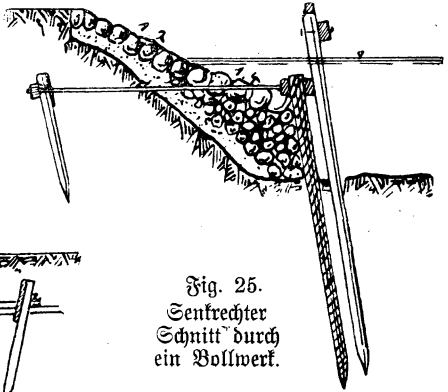 Fig. 25.
Senkrechter
Schnitt durch
ein Bollwerk.